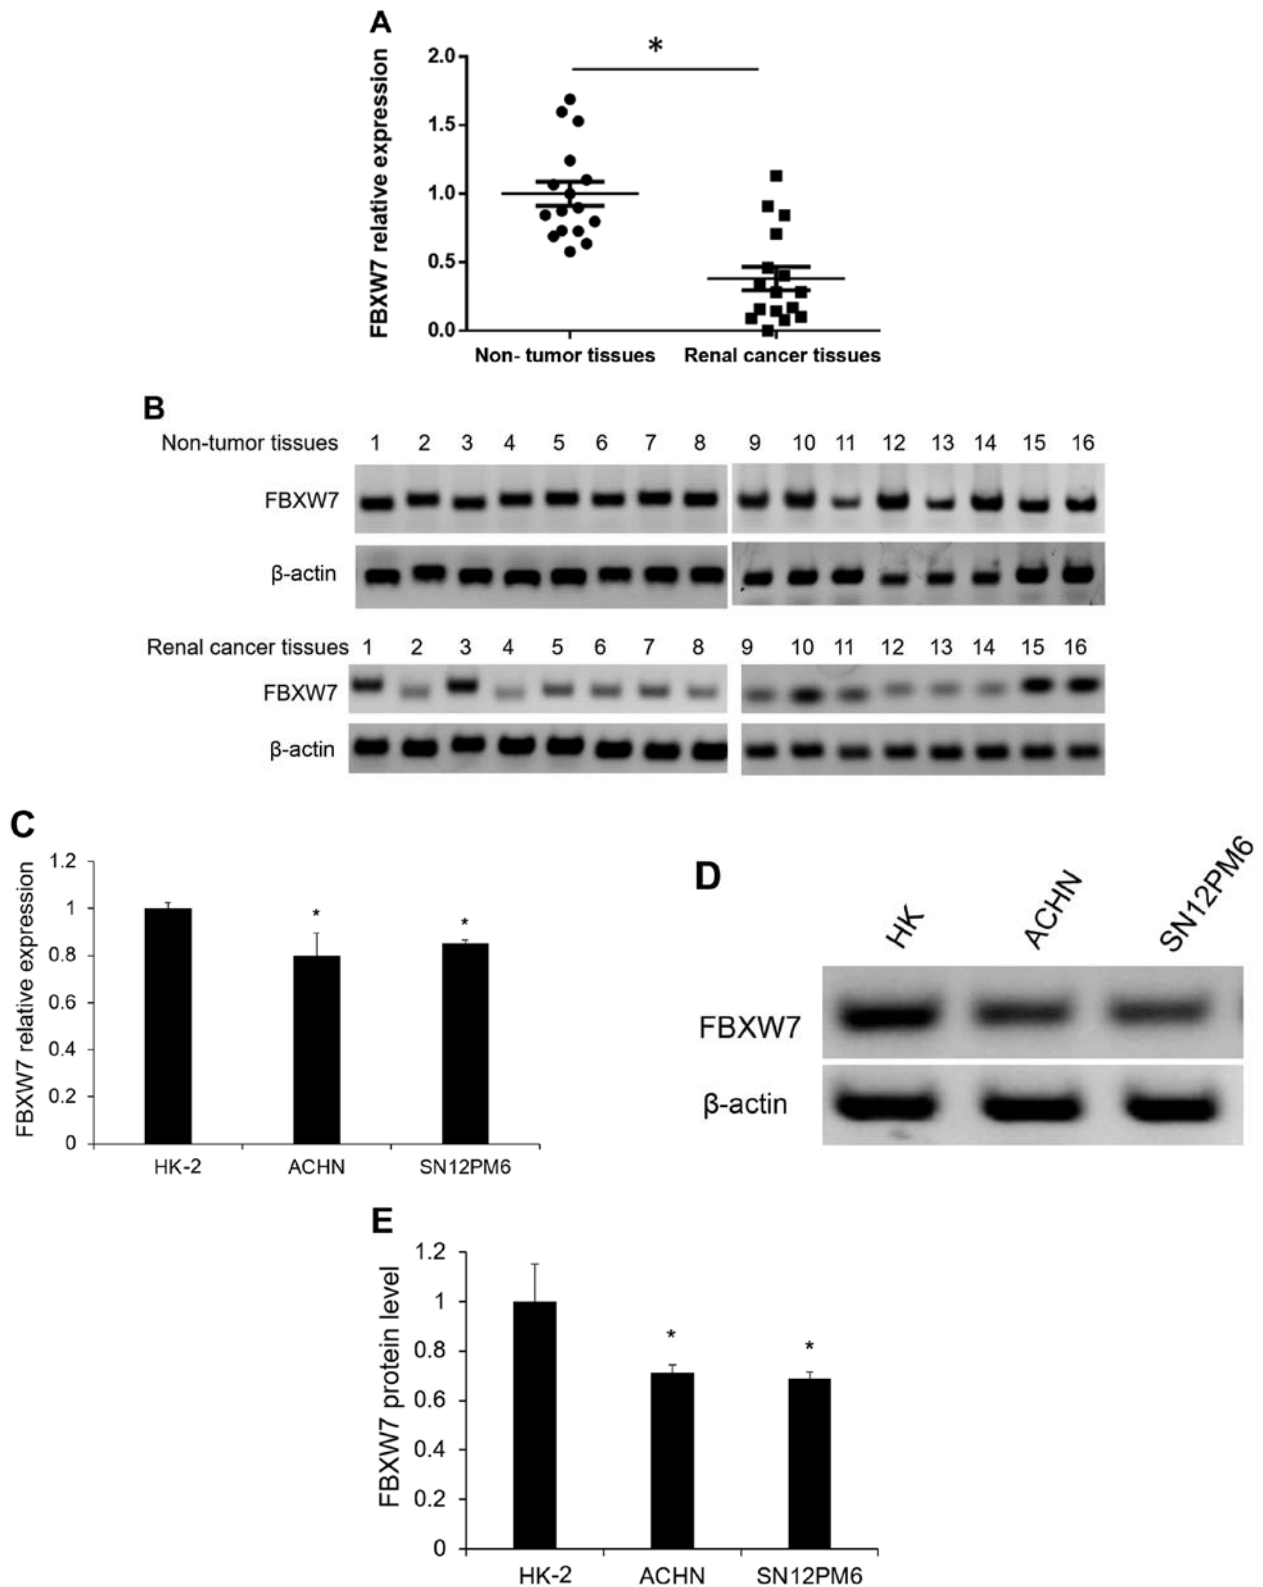 A
*
FBXW7 relative expression
2.0
1.5
1.0
0.5
0.0
Non- tumor tissues Renal cancer tissues
B
Non-tumor tissues 1 2 3 4 5 6 7 8 9 10 11 12 13 14 15 16
FBXW7
β-actin
Renal cancer tissues 1 2 3 4 5 6 7 8 9 10 11 12 13 14 15 16
FBXW7
β-actin
C
FBXW7 relative expression
1.2
1
0.8
0.6
0.4
0.2
0
* *
HK-2 ACHN SN12PM6
D
HK ACHN SN12PM6
FBXW7
β-actin
E
FBXW7 protein level
1.2
1
0.8
0.6
0.4
0.2
0
* *
HK-2 ACHN SN12PM6